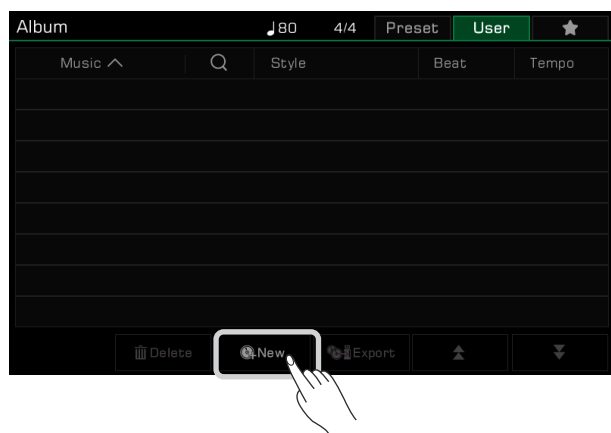 Album 80 4/4 Preset User
Music Style Beat Tempo
Delete New Export